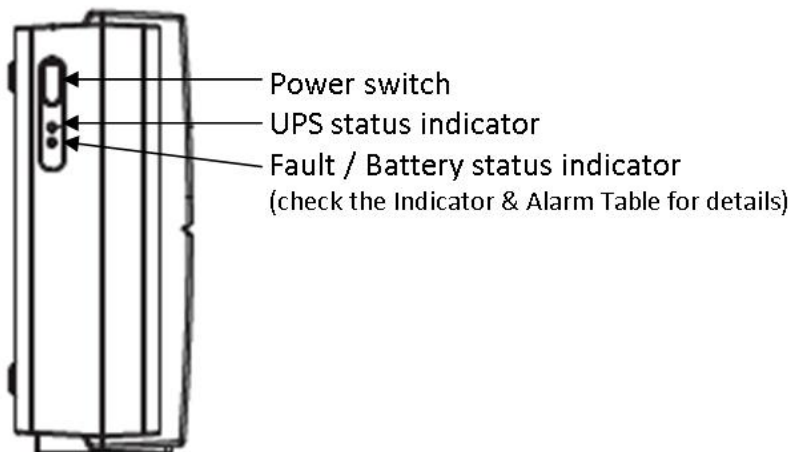 Power switch
UPS status indicator
Fault / Battery status indicator
(check the Indicator & Alarm Table for details)